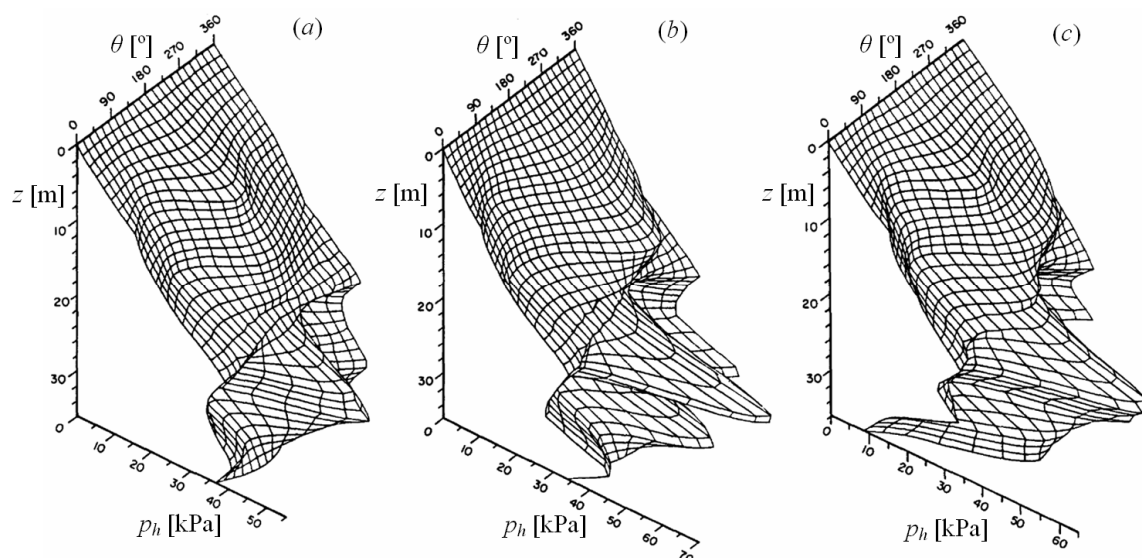 (a)
θ [º]
0 90 180 270 360
z [m]
0 10 20 30
0 10 20 30 40 50
p_h [kPa]
(b)
θ [º]
0 90 180 270 360
z [m]
0 10 20 30
0 10 20 30 40 50 60 70
p_h [kPa]
(c)
θ [º]
0 90 180 270 360
z [m]
0 10 20 30
0 10 20 30 40 50 60
p_h [kPa]